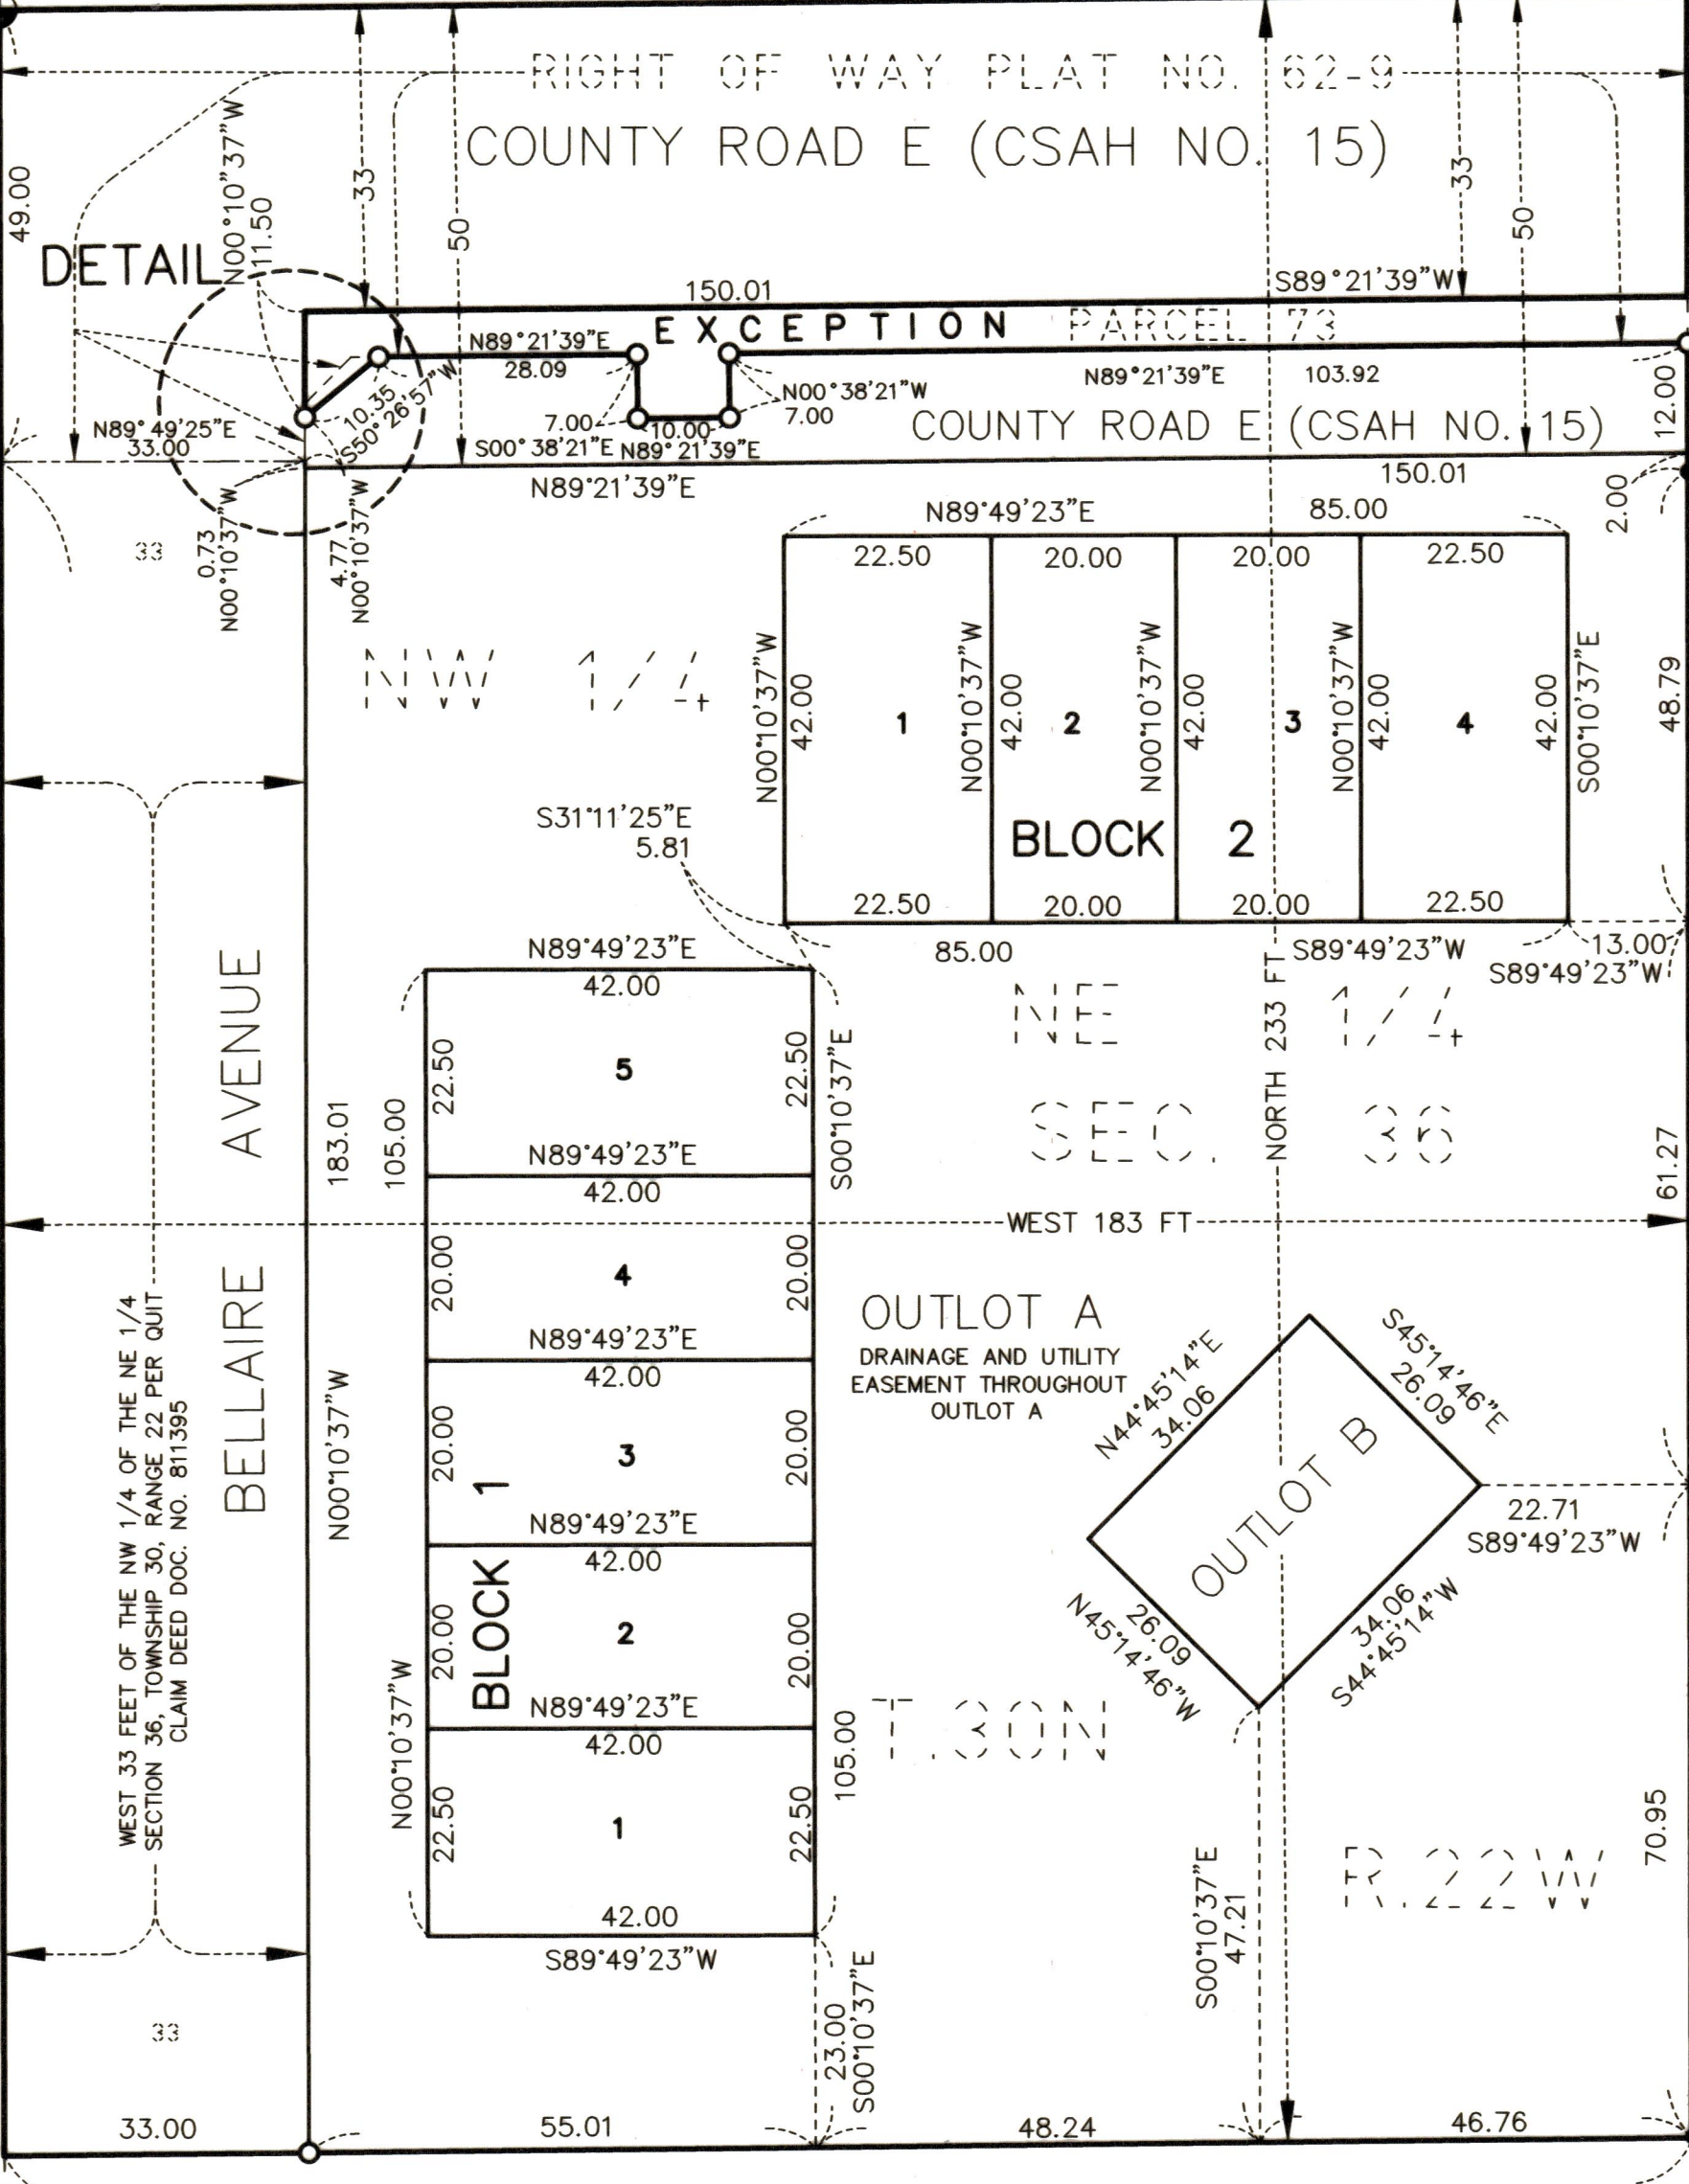 RIGHT OF WAY PLAT NO. 62-9
COUNTY ROAD E (CSAH NO. 15)
49.00
N00°10'37"W
11.50
33
50
33
50
DETAIL
150.01
S89°21'39"W
EXCEPTION
PARCEL 73
N89°21'39"E
28.09
10.35
S50°26'57"W
7.00
10.00
S00°38'21"E
N89°21'39"E
N00°38'21"W
7.00
N89°21'39"E
103.92
12.00
COUNTY ROAD E (CSAH NO. 15)
N89°49'25"E
33.00
N89°21'39"E
150.01
2.00
33
0.73
N00°10'37"W
4.77
N00°10'37"W
N89°49'23"E
85.00
22.50
20.00
20.00
22.50
NW 1/4
N00°10'37"W
42.00
1
N00°10'37"W
42.00
2
N00°10'37"W
42.00
3
N00°10'37"W
42.00
4
42.00
S00°10'37"E
48.79
BLOCK 2
S31°11'25"E
5.81
22.50
20.00
20.00
22.50
85.00
S89°49'23"W
13.00
S89°49'23"W
N89°49'23"E
42.00
22.50
5
22.50
S00°10'37"E
NE 1/4
SEC. 36
NORTH 233 FT
BELLAIRE AVENUE
183.01
N00°10'37"W
105.00
N00°10'37"W
N89°49'23"E
42.00
WEST 183 FT
61.27
20.00
4
20.00
N89°49'23"E
42.00
20.00
3
20.00
N89°49'23"E
42.00
BLOCK 1
20.00
2
20.00
N89°49'23"E
42.00
22.50
1
22.50
105.00
42.00
S89°49'23"W
OUTLOT A
DRAINAGE AND UTILITY
EASEMENT THROUGHOUT
OUTLOT A
N44°45'14"E
34.06
S45°14'46"E
26.09
OUTLOT B
22.71
S89°49'23"W
26.09
N45°14'46"W
34.06
S44°45'14"W
T.30N
R.22W
70.95
S00°10'37"E
47.21
WEST 33 FEET OF THE NW 1/4 OF THE NE 1/4
SECTION 36, TOWNSHIP 30, RANGE 22 PER QUIT
CLAIM DEED DOC. NO. 811395
33
23.00
S00°10'37"E
33.00
55.01
48.24
46.76